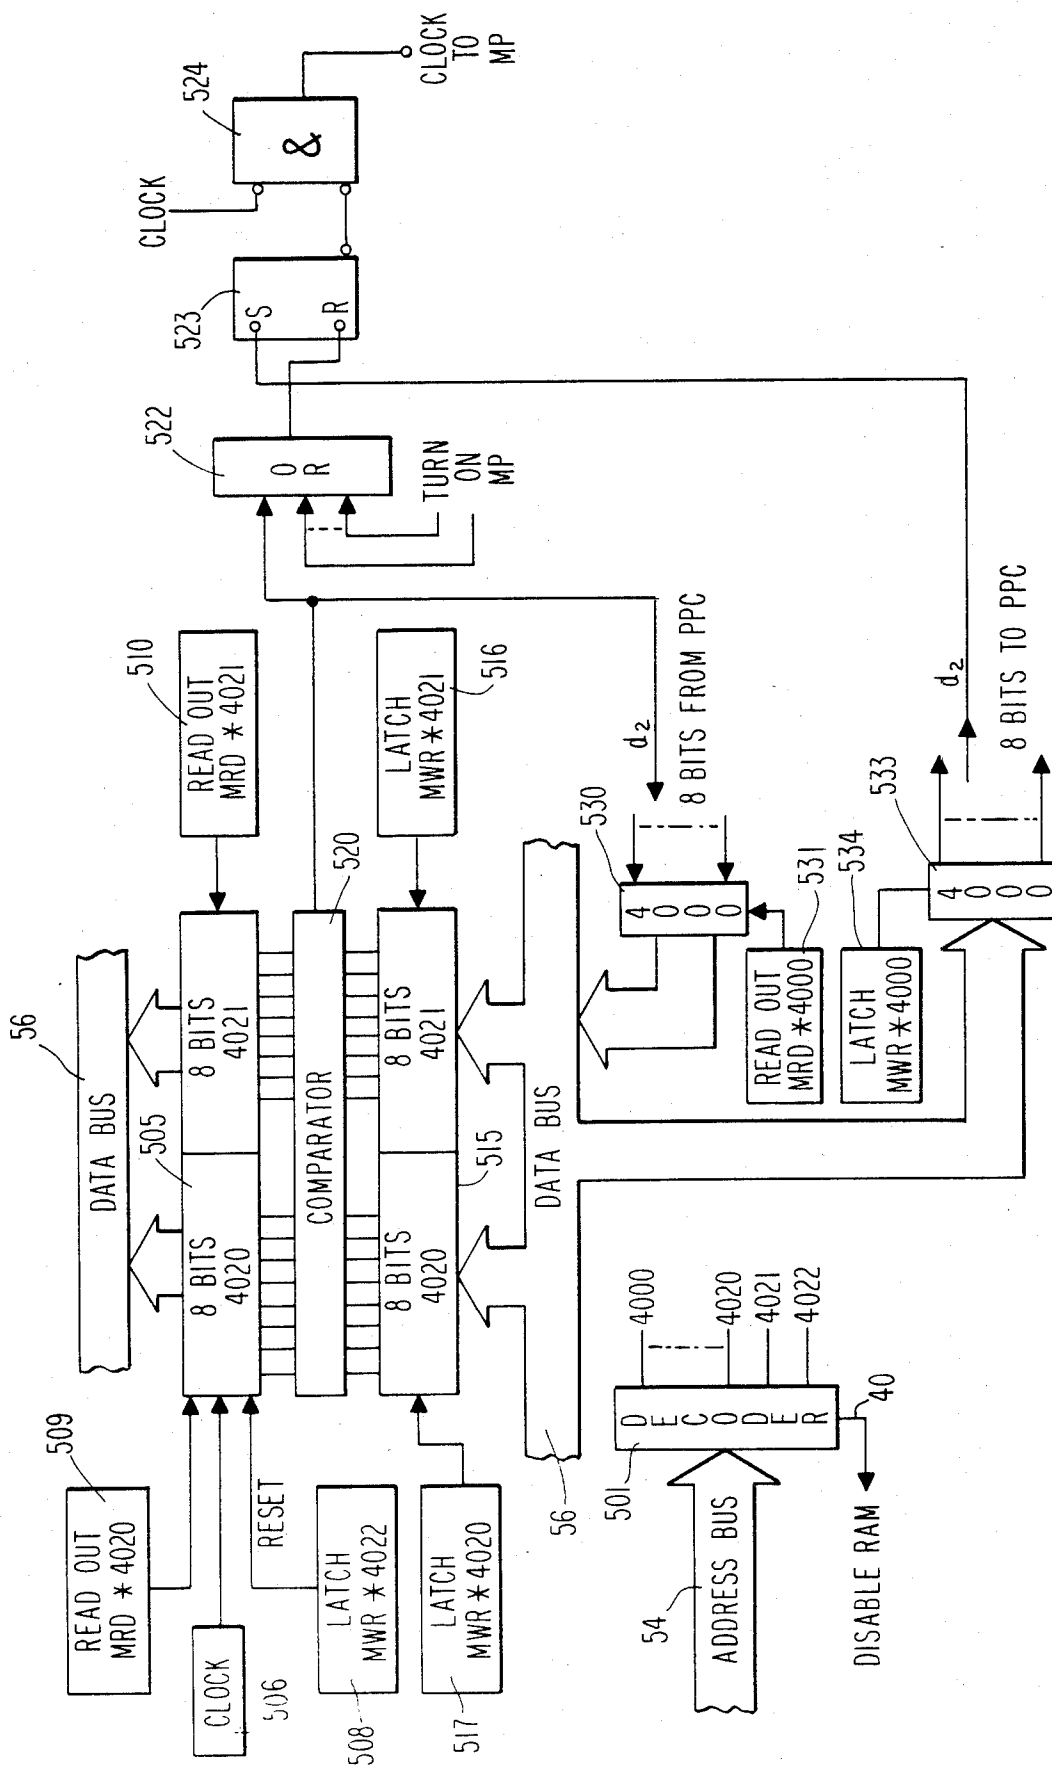 509
READ OUT
MRD * 4020
CLOCK
506
RESET
LATCH
MWR * 4022
508
LATCH
MWR * 4020
517
56
DATA BUS
505
8 BITS
4020
8 BITS
4021
COMPARATOR
520
8 BITS
4020
8 BITS
4021
515
510
READ OUT
MRD * 4021
LATCH
MWR * 4021
516
522
OR
TURN
ON
MP
523
S
R
CLOCK
524
&
CLOCK
TO
MP
56
DATA BUS
530
4000
d2
8 BITS FROM PPC
READ OUT
MRD * 4000
531
LATCH
MWR * 4000
534
533
4000
d2
8 BITS TO PPC
54
ADDRESS BUS
501
DECODER
4000
4020
4021
4022
40
DISABLE RAM